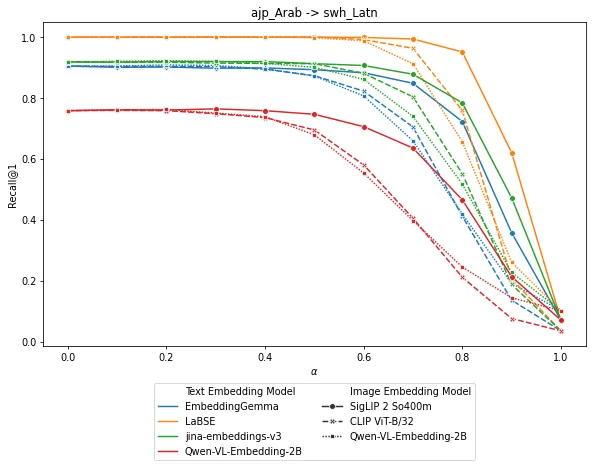 ajp_Arab -> swh_Latn
Recall@1
1.0
0.8
0.6
0.4
0.2
0.0
0.0 0.2 0.4 0.6 0.8 1.0
α
Text Embedding Model
EmbeddingGemma
LaBSE
jina-embeddings-v3
Qwen-VL-Embedding-2B
Image Embedding Model
SigLIP 2 So400m
CLIP ViT-B/32
Qwen-VL-Embedding-2B